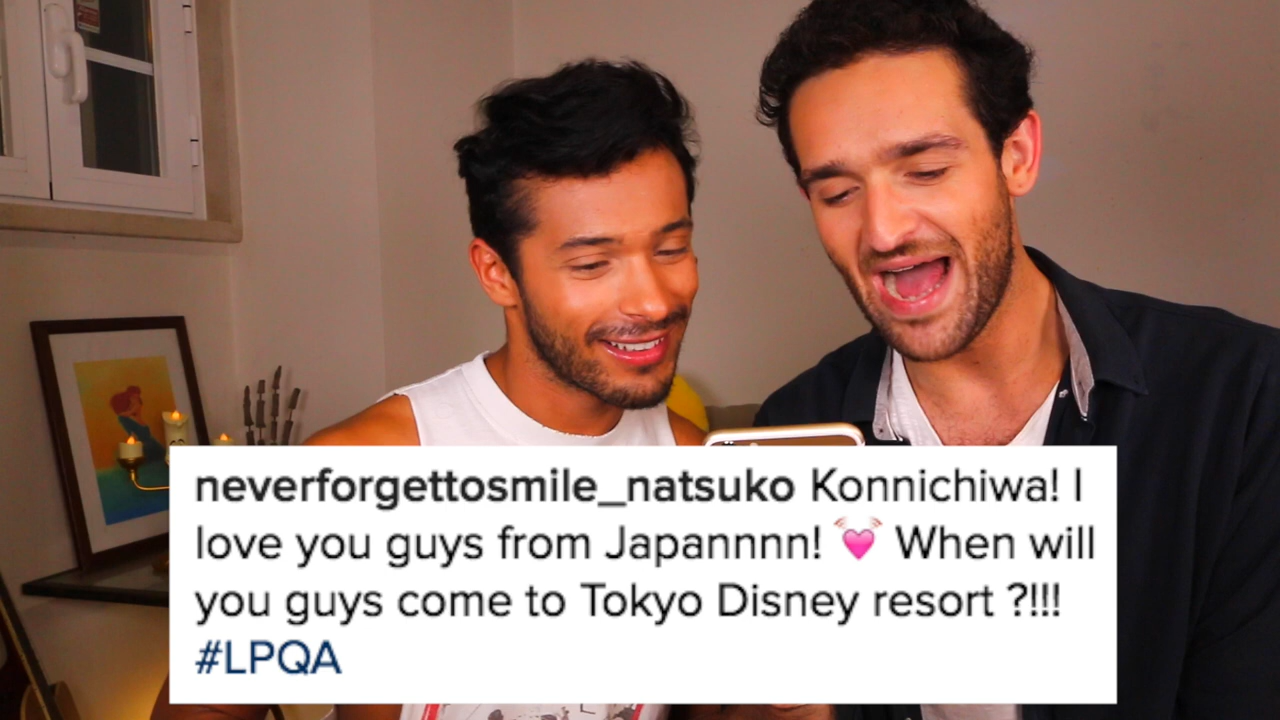 neverforgettosmile_natsuko Konnichiwa! I
love you guys from Japannnn! 💓 When will
you guys come to Tokyo Disney resort ?!!!
#LPQA